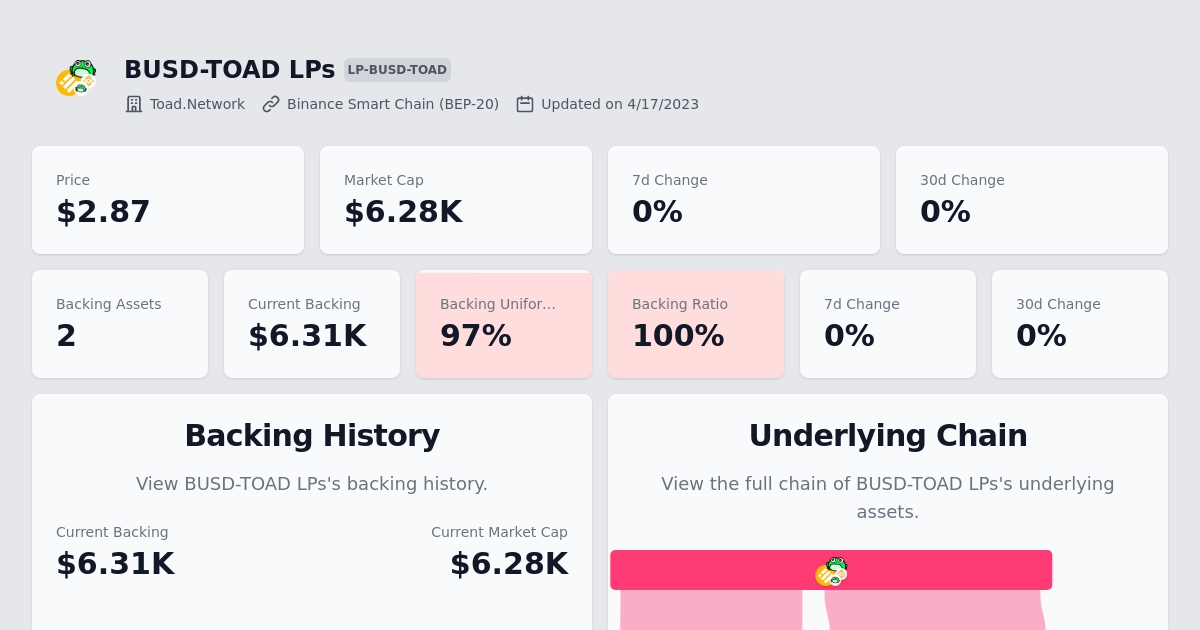 BUSD-TOAD LPs LP-BUSD-TOAD
Toad.Network Binance Smart Chain (BEP-20) Updated on 4/17/2023
Price
$2.87
Market Cap
$6.28K
7d Change
0%
30d Change
0%
Backing Assets
2
Current Backing
$6.31K
Backing Unifor...
97%
Backing Ratio
100%
7d Change
0%
30d Change
0%
Backing History
View BUSD-TOAD LPs's backing history.
Current Backing
$6.31K
Current Market Cap
$6.28K
Underlying Chain
View the full chain of BUSD-TOAD LPs's underlying
assets.